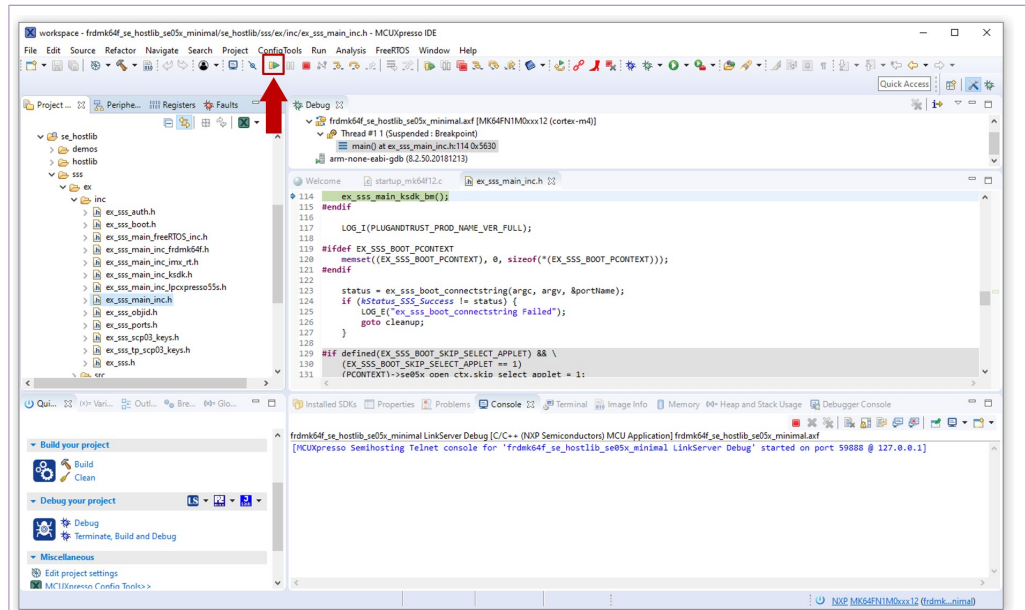 workspace - frdmk64f_se_hostlib_se05x_minimal/se_hostlib/sss/ex/inc/ex_sss_main_inc.h - MCUXpresso IDE
File Edit Source Refactor Navigate Search Project ConfigTools Run Analysis FreeRTOS Window Help
Quick Access
Project... Periphe... Registers Faults
Debug
frdmk64f_se_hostlib_se05x_minimal.axf [MK64FN1M0xxx12 (cortex-m4)]
Thread #1 1 (Suspended : Breakpoint)
main() at ex_sss_main_inc.h:114 0x5630
arm-none-eabi-gdb (8.2.50.20181213)
se_hostlib
demos
hostlib
sss
ex
inc
ex_sss_auth.h
ex_sss_boot.h
ex_sss_main_freeRTOS_inc.h
ex_sss_main_inc_frdmk64f.h
ex_sss_main_inc_imx_rt.h
ex_sss_main_inc_ksdk.h
ex_sss_main_inc_lpcxpresso55s.h
ex_sss_main_inc.h
ex_sss_objid.h
ex_sss_ports.h
ex_sss_scp03_keys.h
ex_sss_tp_scp03_keys.h
ex_sss.h
src
Welcome startup_mk64f12.c ex_sss_main_inc.h
114 ex_sss_main_ksdk_bm();
115 #endif
116
117 LOG_I(PLUGANDTRUST_PROD_NAME_VER_FULL);
118
119 #ifdef EX_SSS_BOOT_PCONTEXT
120 memset((EX_SSS_BOOT_PCONTEXT), 0, sizeof(*(EX_SSS_BOOT_PCONTEXT)));
121 #endif
122
123 status = ex_sss_boot_connectstring(argc, argv, &portName);
124 if (kStatus_SSS_Success != status) {
125 LOG_E("ex_sss_boot_connectstring Failed");
126 goto cleanup;
127 }
128
129 #if defined(EX_SSS_BOOT_SKIP_SELECT_APPLET) && \
130 (EX_SSS_BOOT_SKIP_SELECT_APPLET == 1)
131 (PCONTEXT)->se05x_open_ctx.skip_select_applet = 1;
Qui... (x)= Vari... Outl... Bre... Glo...
Build your project
Build
Clean
Debug your project
LS
Debug
Terminate, Build and Debug
Miscellaneous
Edit project settings
MCUXpresso Config Tools>>
Installed SDKs Properties Problems Console Terminal Image Info Memory Heap and Stack Usage Debugger Console
frdmk64f_se_hostlib_se05x_minimal LinkServer Debug [C/C++ (NXP Semiconductors) MCU Application] frdmk64f_se_hostlib_se05x_minimal.axf
[MCUXpresso Semihosting Telnet console for 'frdmk64f_se_hostlib_se05x_minimal LinkServer Debug' started on port 59888 @ 127.0.0.1]
NXP MK64FN1M0xxx12 (frdmk...nimal)